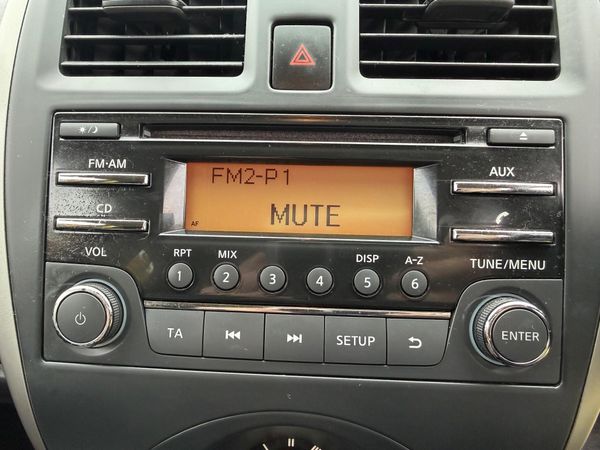 FM·AM
CD
VOL
FM2-P1
MUTE
AF
AUX
TUNE/MENU
RPT
MIX
DISP
A-Z
1
2
3
4
5
6
TA
SETUP
ENTER